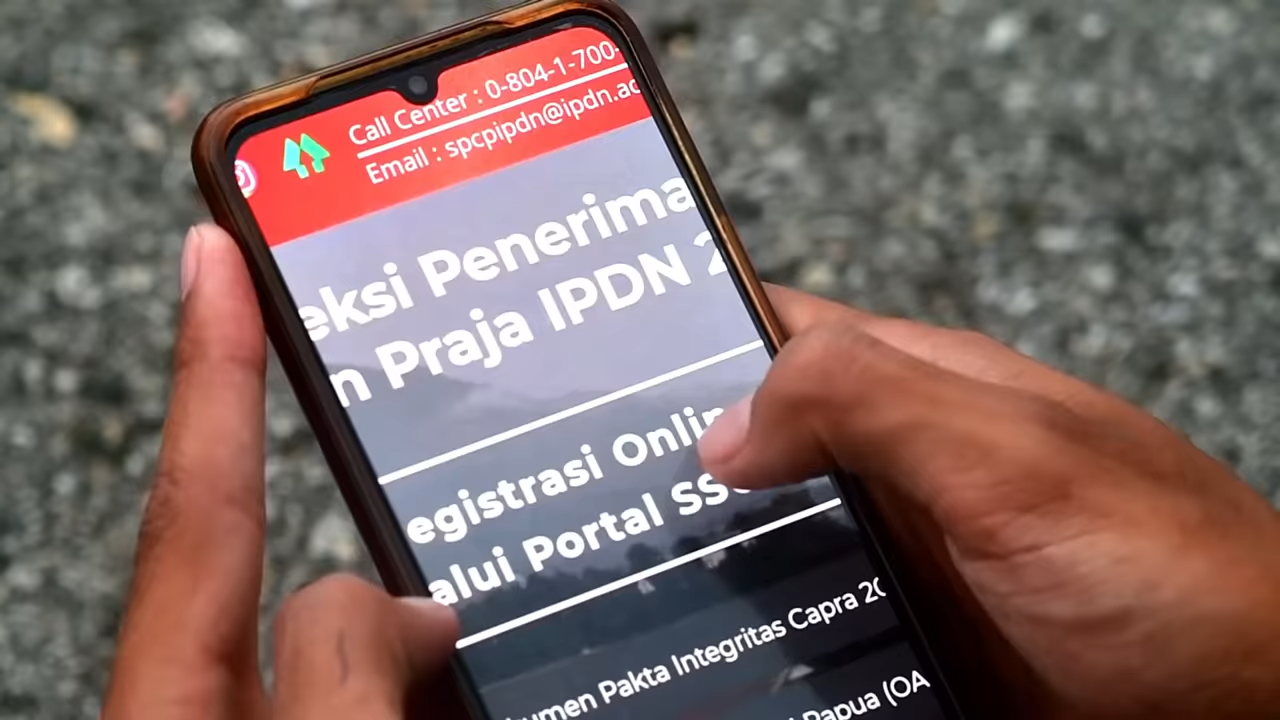 Call Center : 0-804-1-700-
Email : spcpipdn@ipdn.ac
eksi Penerima
n Praja IPDN 2
egistrasi Onlin
alui Portal SS
umen Pakta Integritas Capra 20
Papua (OA